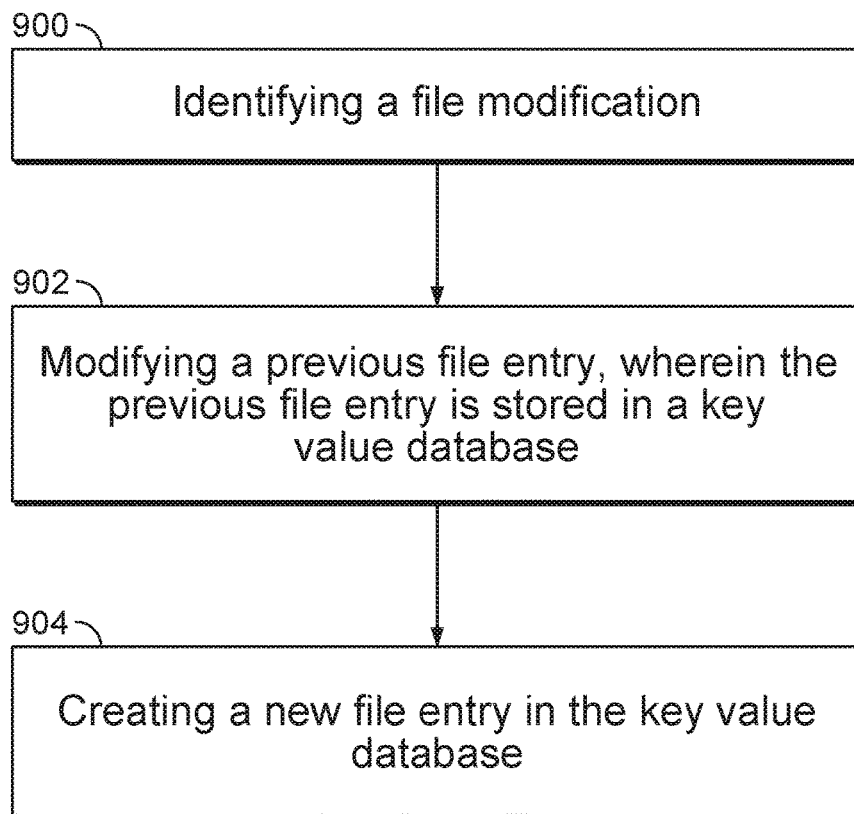 900
Identifying a file modification
902
Modifying a previous file entry, wherein the
previous file entry is stored in a key
value database
904
Creating a new file entry in the key value
database